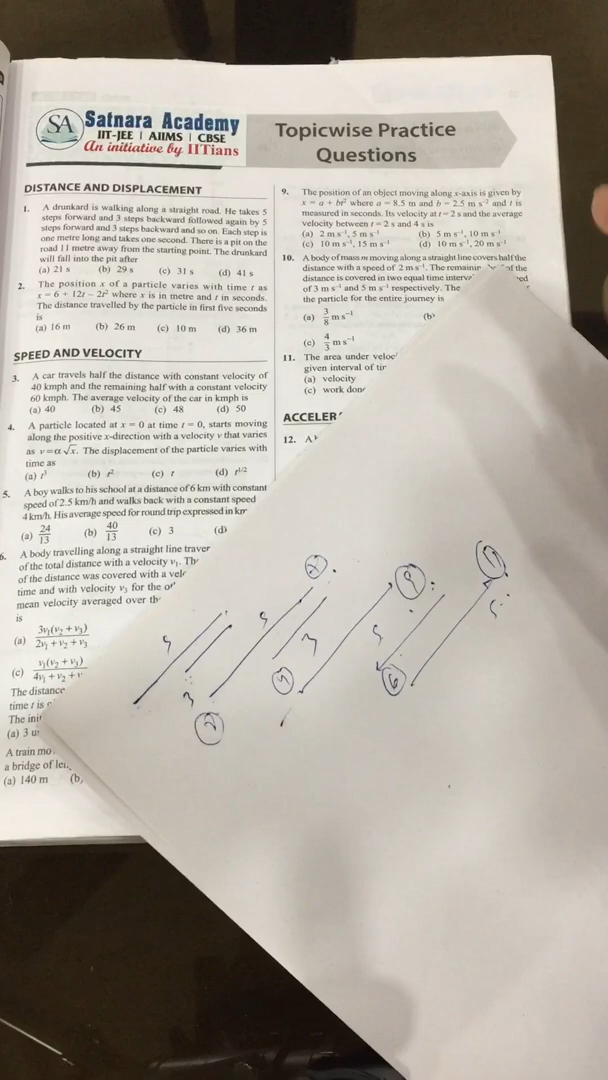 SA Satnara Academy
IIT-JEE | AIIMS | CBSE
An initiative by IITians
Topicwise Practice
Questions
DISTANCE AND DISPLACEMENT
1. A drunkard is walking along a straight road. He takes 5
steps forward and 3 steps backward followed again by 5
steps forward and 3 steps backward and so on. Each step is
one metre long and takes one second. There is a pit on the
road 11 metre away from the starting point. The drunkard
will fall into the pit after
(a) 21 s (b) 29 s (c) 31 s (d) 41 s
2. The position x of a particle varies with time t as
x = 6 + 12t − 2t² where x is in metre and t in seconds.
The distance travelled by the particle in first five seconds
is
(a) 16 m (b) 26 m (c) 10 m (d) 36 m
SPEED AND VELOCITY
3. A car travels half the distance with constant velocity of
40 kmph and the remaining half with a constant velocity
60 kmph. The average velocity of the car in kmph is
(a) 40 (b) 45 (c) 48 (d) 50
4. A particle located at x = 0 at time t = 0, starts moving
along the positive x-direction with a velocity v that varies
as v = α √x. The displacement of the particle varies with
time as
(a) t³ (b) t² (c) t (d) t^1/2
5. A boy walks to his school at a distance of 6 km with constant
speed of 2.5 km/h and walks back with a constant speed
4 km/h. His average speed for round trip expressed in km
(a) 24/13 (b) 40/13 (c) 3 (d)
6. A body travelling along a straight line traver
of the total distance with a velocity v₁. Th
of the distance was covered with a vel
time and with velocity v₃ for the o
mean velocity averaged over th
is
(a) 3v₁(v₂ + v₃)/2v₁ + v₂ + v₃
(c) v₁(v₂ + v₃)/4v₁ + v₂ + v
The distance
time t is
The init
(a) 3 u
A train mo
a bridge of len
(a) 140 m (b)
9. The position of an object moving along x-axis is given by
x = a + bt² where a = 8.5 m and b = 2.5 m s⁻² and t is
measured in seconds. Its velocity at t = 2 s and the average
velocity between t = 2 s and 4 s is
(a) 2 m s⁻¹, 5 m s⁻¹ (b) 5 m s⁻¹, 10 m s⁻¹
(c) 10 m s⁻¹, 15 m s⁻¹ (d) 10 m s⁻¹, 20 m s⁻¹
10. A body of mass m moving along a straight line covers half the
distance with a speed of 2 m s⁻¹. The remainin of the
distance is covered in two equal time interva ed
of 3 m s⁻¹ and 5 m s⁻¹ respectively. The
the particle for the entire journey is
(a) 3/8 m s⁻¹ (b)
(c) 4/3 m s⁻¹
11. The area under veloc
given interval of tir
(a) velocity
(c) work don
ACCELER
12. A